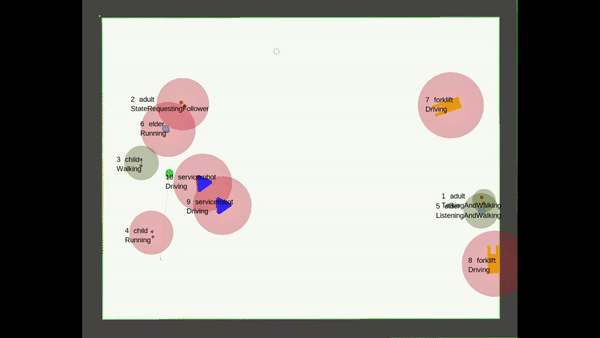 2 adult
StateRequestingFollower
6 elder
Running
3 child
Walking
10 servicerobot
Driving
9 servicerobot
Driving
4 child
Running
7 forklift
Driving
1 adult
TalkingAndWalking
5
ListeningAndWalking
8 forklift
Driving